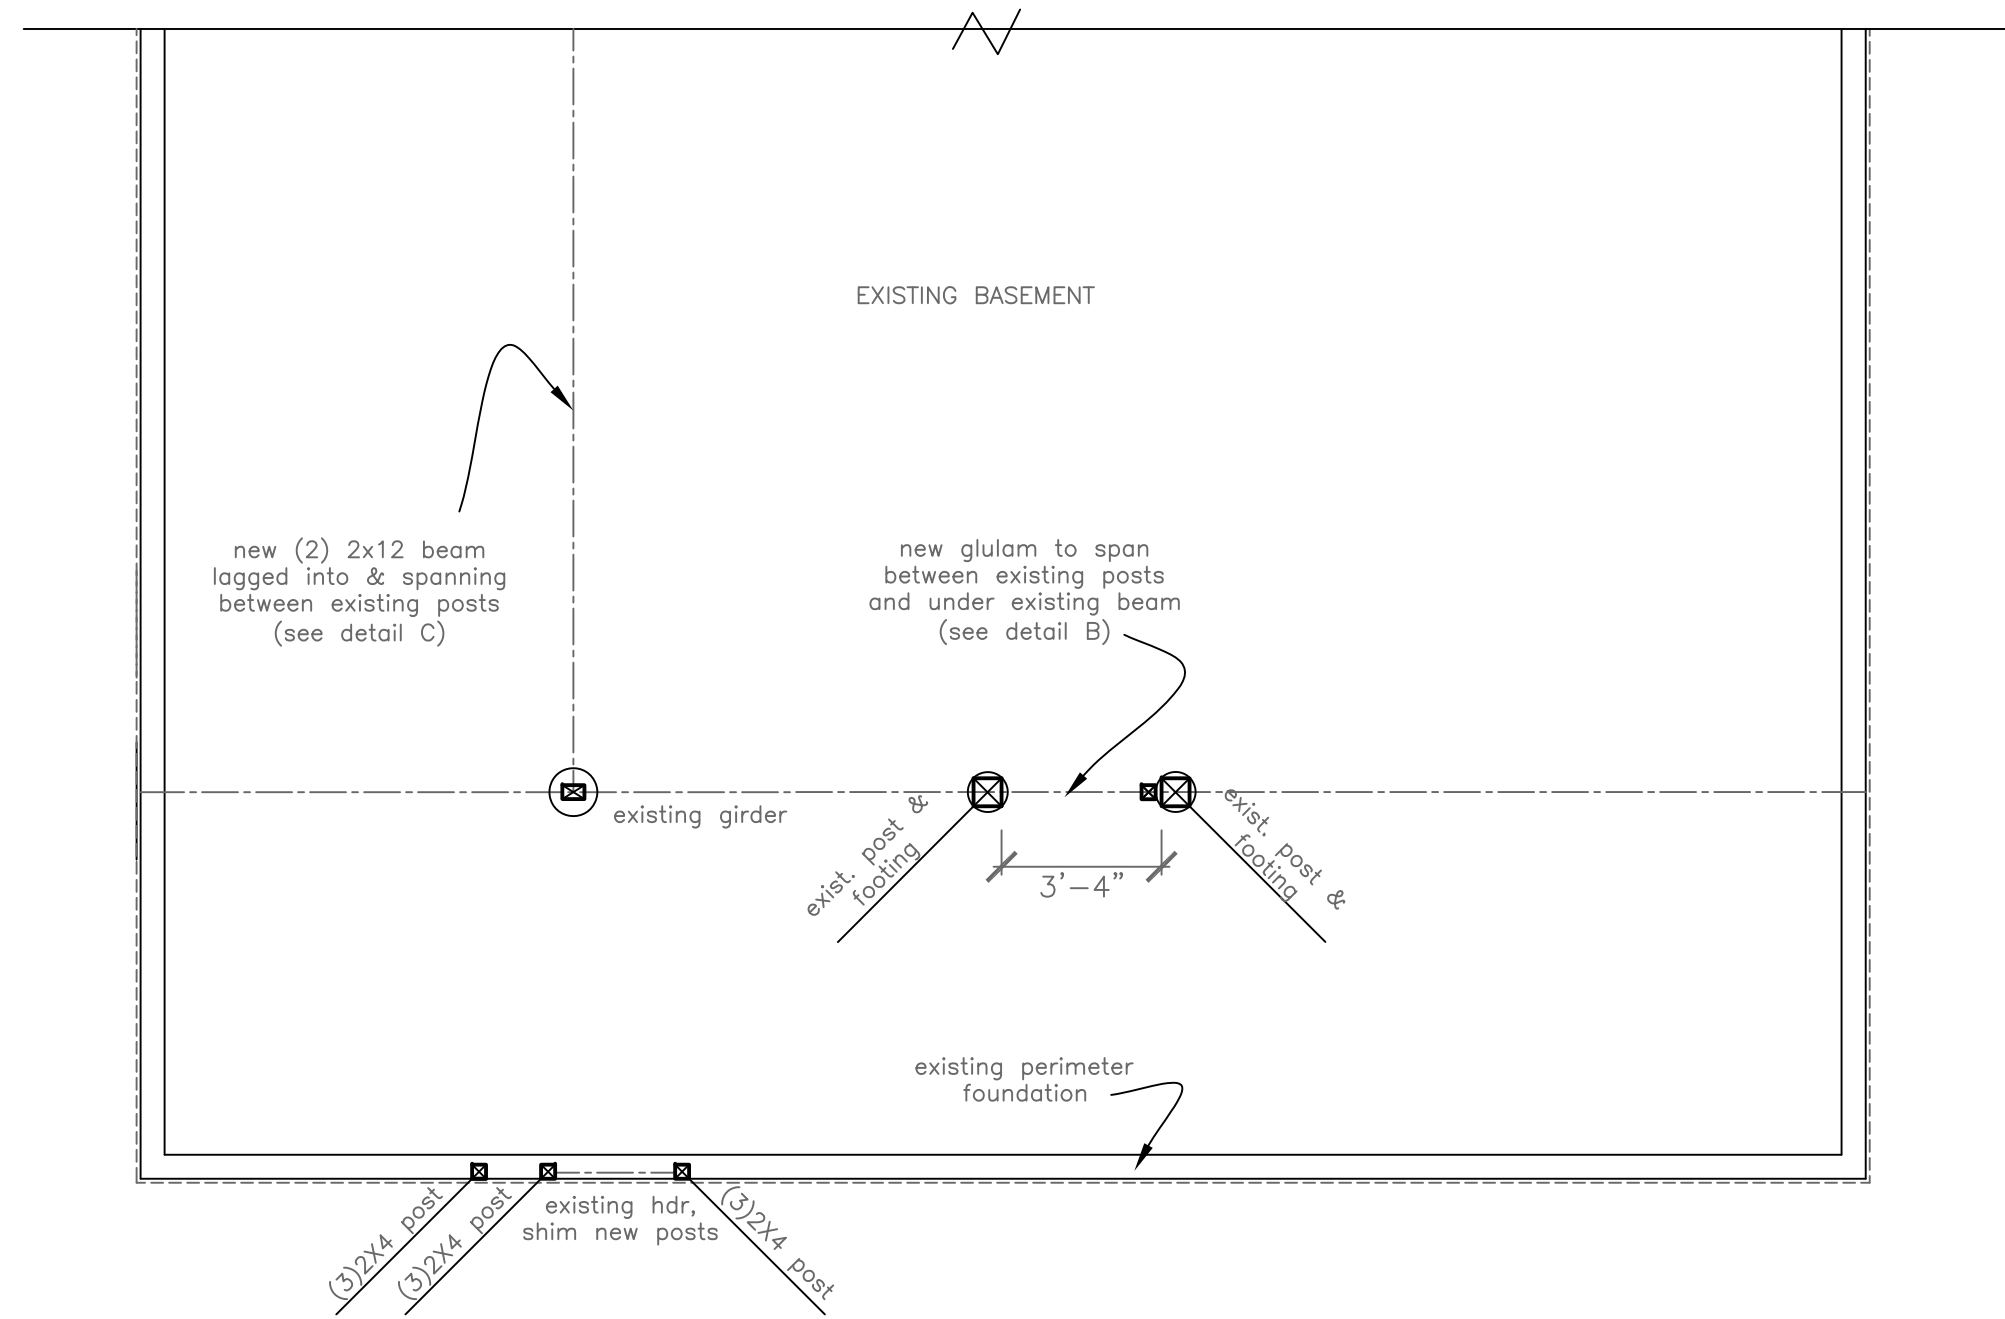 EXISTING BASEMENT
new (2) 2x12 beam
lagged into & spanning
between existing posts
(see detail C)
new glulam to span
between existing posts
and under existing beam
(see detail B)
existing girder
exist. post &
footing
exist. post &
footing
3'-4"
existing perimeter
foundation
(3)2X4 post
(3)2X4 post
existing hdr,
shim new posts
(3)2X4 post